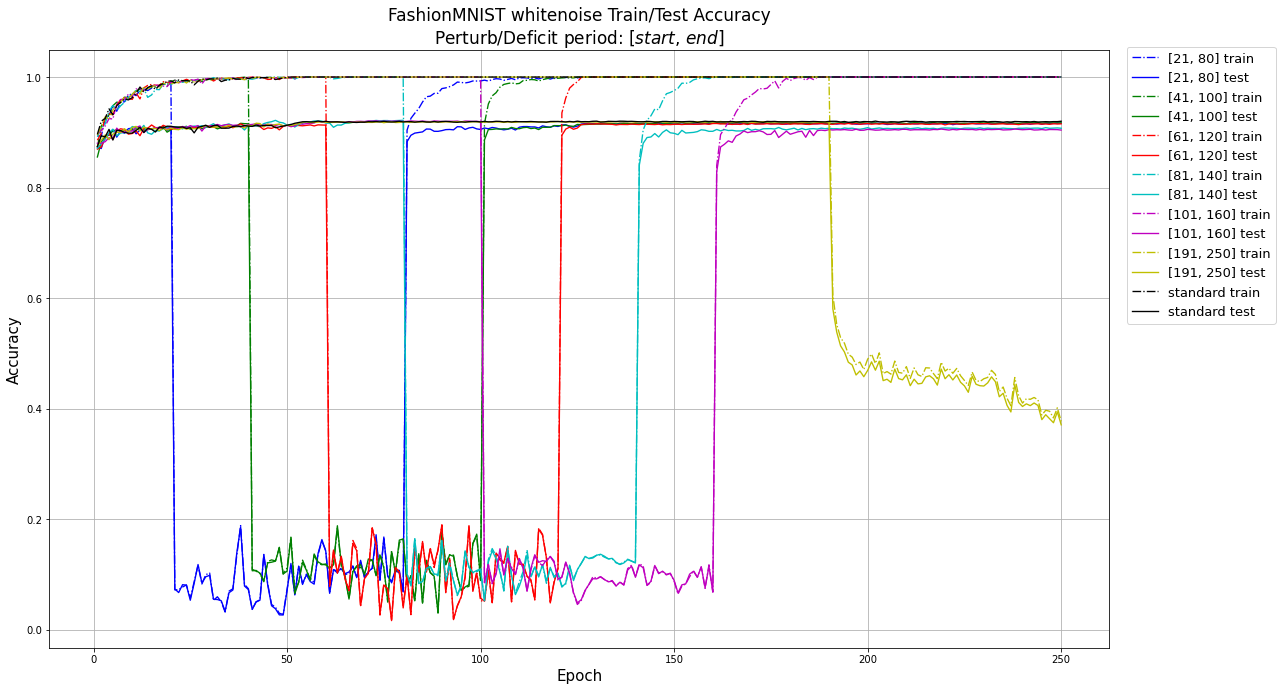 FashionMNIST whitenoise Train/Test Accuracy
Perturb/Deficit period: [start, end]
Accuracy
1.0
0.8
0.6
0.4
0.2
0.0
0
50
100
150
200
250
Epoch
[21, 80] train
[21, 80] test
[41, 100] train
[41, 100] test
[61, 120] train
[61, 120] test
[81, 140] train
[81, 140] test
[101, 160] train
[101, 160] test
[191, 250] train
[191, 250] test
standard train
standard test